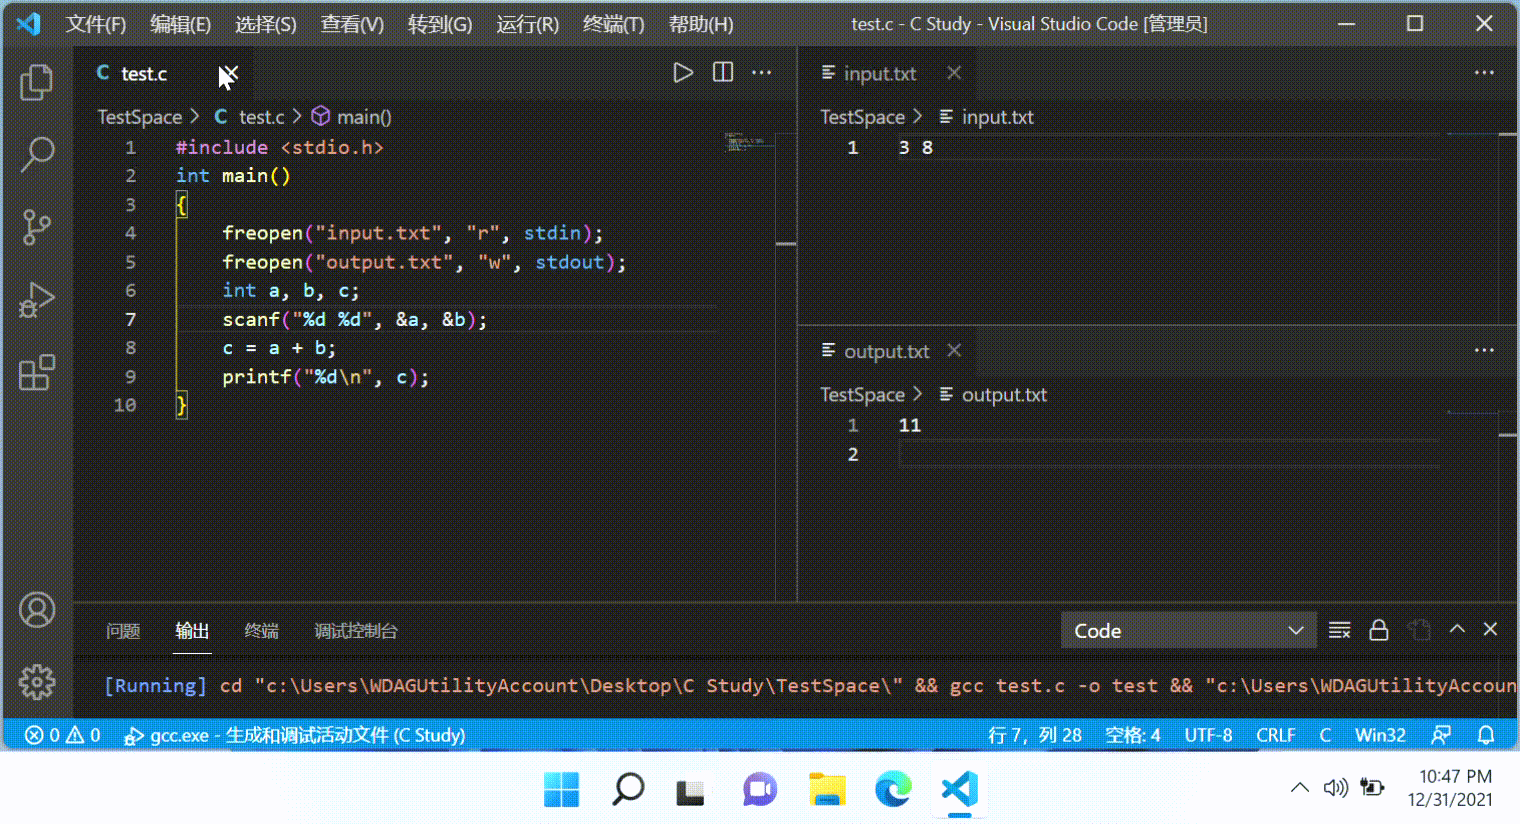 文件(F) 编辑(E) 选择(S) 查看(V) 转到(G) 运行(R) 终端(T) 帮助(H) test.c - C Study - Visual Studio Code [管理员]
C test.c
TestSpace > C test.c > main()
1 #include <stdio.h>
2 int main()
3 {
4 freopen("input.txt", "r", stdin);
5 freopen("output.txt", "w", stdout);
6 int a, b, c;
7 scanf("%d %d", &a, &b);
8 c = a + b;
9 printf("%d\n", c);
10 }
input.txt
TestSpace > input.txt
1 3 8
output.txt
TestSpace > output.txt
1 11
2
问题 输出 终端 调试控制台 Code
[Running] cd "c:\Users\WDAGUtilityAccount\Desktop\C Study\TestSpace\" && gcc test.c -o test && "c:\Users\WDAGUtilityAccoun
0 0 gcc.exe - 生成和调试活动文件 (C Study) 行 7，列 28 空格: 4 UTF-8 CRLF C Win32
10:47 PM
12/31/2021